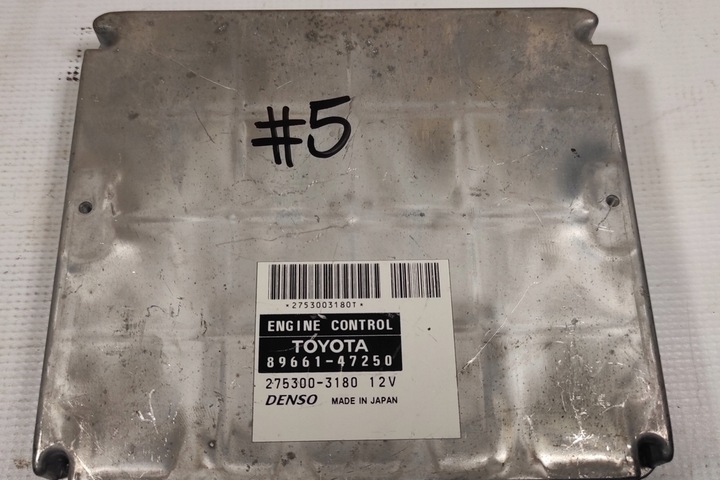 #5
*2753003180T*
ENGINE CONTROL
TOYOTA
89661-47250
275300-3180 12V
DENSO MADE IN JAPAN